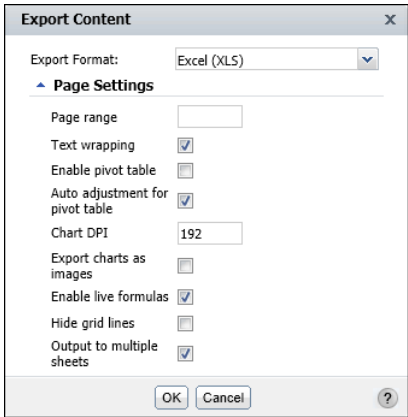 Export Content
X
Export Format: Excel (XLS)
Page Settings
Page range
Text wrapping
Enable pivot table
Auto adjustment for
pivot table
Chart DPI 192
Export charts as
images
Enable live formulas
Hide grid lines
Output to multiple
sheets
OK Cancel ?